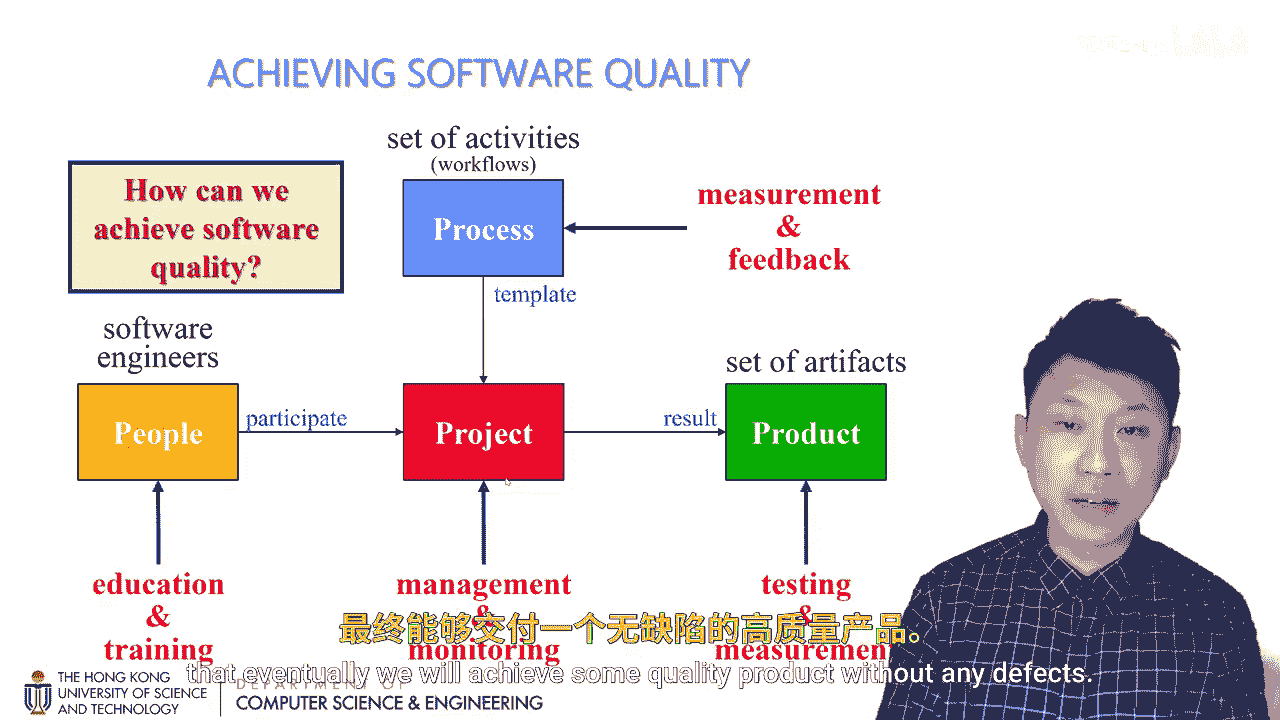 ACHIEVING SOFTWARE QUALITY
How can we
achieve software
quality?
set of activities
(workflows)
Process
measurement
&
feedback
template
software
engineers
People
participate
Project
result
set of artifacts
Product
education
&
training
management
&
monitoring
testing
&
measurement
最终能够交付一个无缺陷的高质量产品。
that eventually we will achieve some quality product without any defects.
THE HONG KONG
UNIVERSITY OF SCIENCE
AND TECHNOLOGY
DEPARTMENT OF
COMPUTER SCIENCE & ENGINEERING